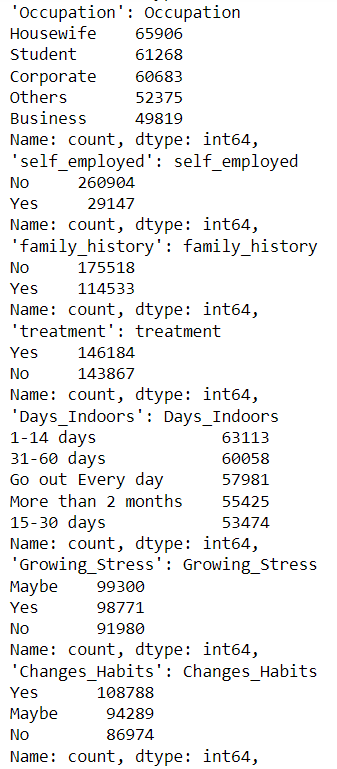 'Occupation': Occupation
Housewife    65906
Student      61268
Corporate    60683
Others       52375
Business     49819
Name: count, dtype: int64,
'self_employed': self_employed
No     260904
Yes     29147
Name: count, dtype: int64,
'family_history': family_history
No     175518
Yes    114533
Name: count, dtype: int64,
'treatment': treatment
Yes    146184
No     143867
Name: count, dtype: int64,
'Days_Indoors': Days_Indoors
1-14 days             63113
31-60 days            60058
Go out Every day      57981
More than 2 months    55425
15-30 days            53474
Name: count, dtype: int64,
'Growing_Stress': Growing_Stress
Maybe    99300
Yes      98771
No       91980
Name: count, dtype: int64,
'Changes_Habits': Changes_Habits
Yes      108788
Maybe     94289
No        86974
Name: count, dtype: int64,